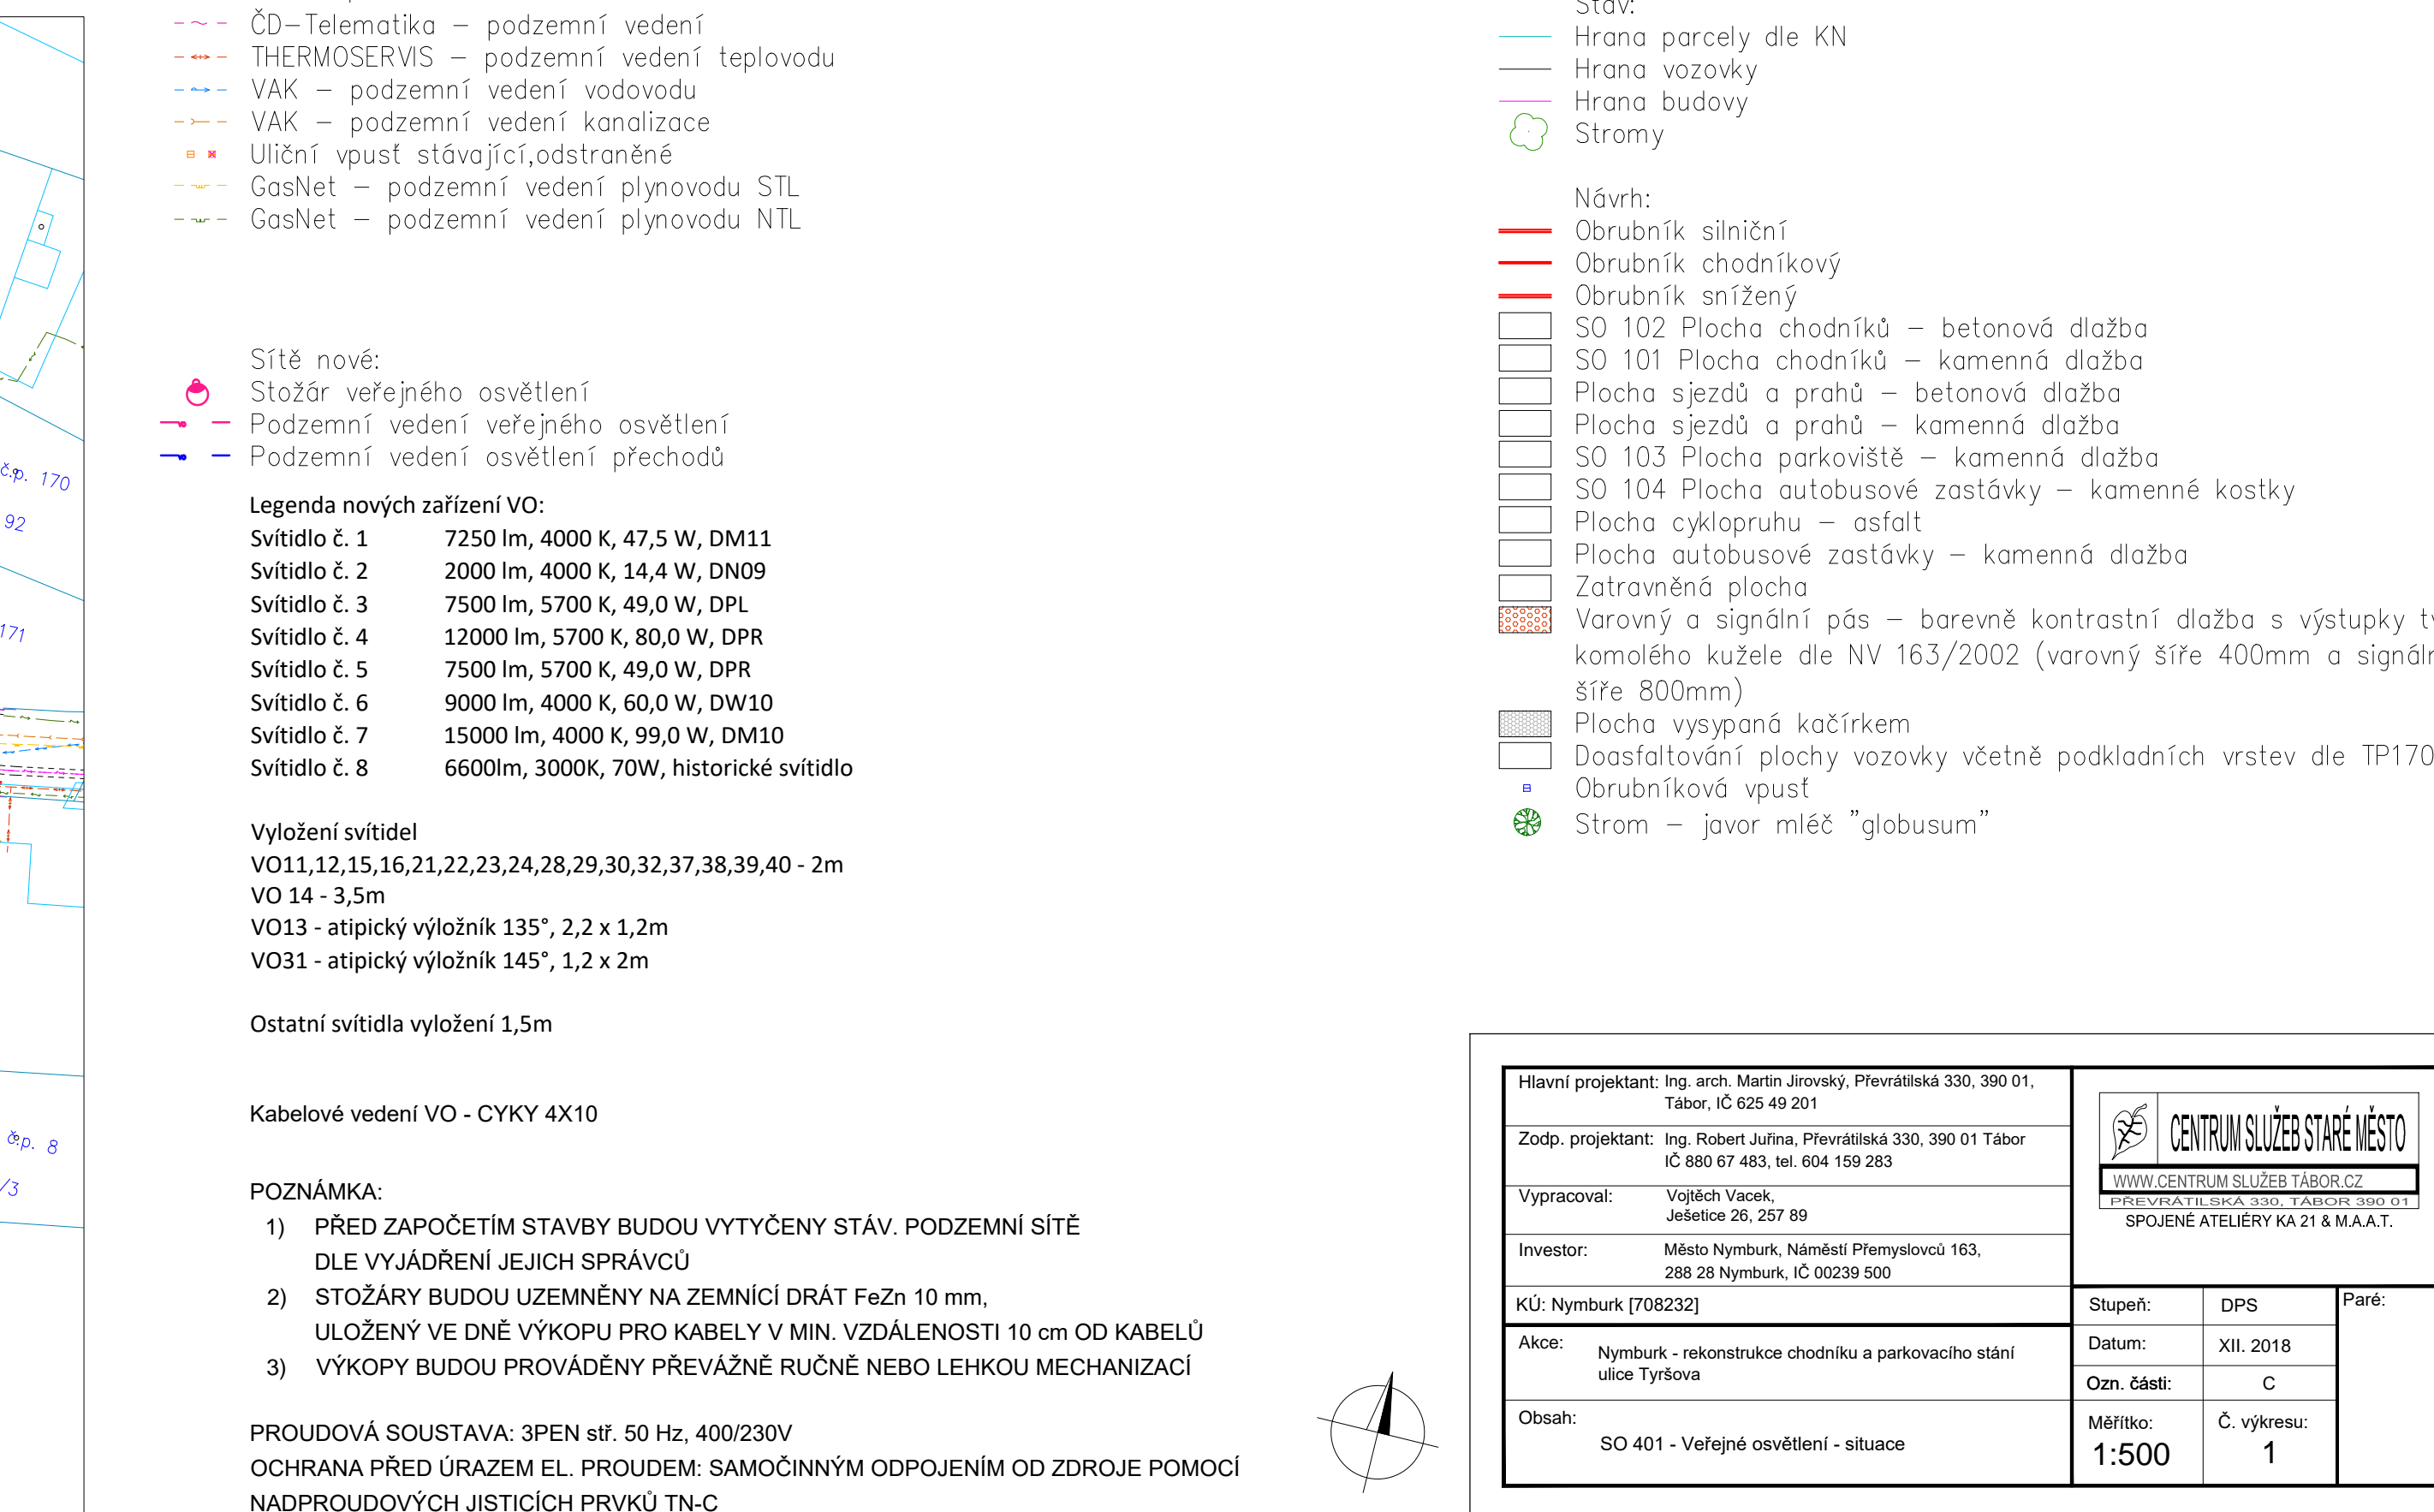 ČD-Telematika - podzemní vedení
THERMOSERVIS - podzemní vedení teplovodu
VAK - podzemní vedení vodovodu
VAK - podzemní vedení kanalizace
Uliční vpusť stávající,odstraněné
GasNet - podzemní vedení plynovodu STL
GasNet - podzemní vedení plynovodu NTL
Sítě nové:
Stožár veřejného osvětlení
Podzemní vedení veřejného osvětlení
Podzemní vedení osvětlení přechodů
Legenda nových zařízení VO:
Svítidlo č. 1 7250 lm, 4000 K, 47,5 W, DM11
Svítidlo č. 2 2000 lm, 4000 K, 14,4 W, DN09
Svítidlo č. 3 7500 lm, 5700 K, 49,0 W, DPL
Svítidlo č. 4 12000 lm, 5700 K, 80,0 W, DPR
Svítidlo č. 5 7500 lm, 5700 K, 49,0 W, DPR
Svítidlo č. 6 9000 lm, 4000 K, 60,0 W, DW10
Svítidlo č. 7 15000 lm, 4000 K, 99,0 W, DM10
Svítidlo č. 8 6600lm, 3000K, 70W, historické svítidlo
Vyložení svítidel
VO11,12,15,16,21,22,23,24,28,29,30,32,37,38,39,40 - 2m
VO 14 - 3,5m
VO13 - atipický výložník 135°, 2,2 x 1,2m
VO31 - atipický výložník 145°, 1,2 x 2m
Ostatní svítidla vyložení 1,5m
Kabelové vedení VO - CYKY 4X10
POZNÁMKA:
1) PŘED ZAPOČETÍM STAVBY BUDOU VYTYČENY STÁV. PODZEMNÍ SÍTĚ
DLE VYJÁDŘENÍ JEJICH SPRÁVCŮ
2) STOŽÁRY BUDOU UZEMNĚNY NA ZEMNÍCÍ DRÁT FeZn 10 mm,
ULOŽENÝ VE DNĚ VÝKOPU PRO KABELY V MIN. VZDÁLENOSTI 10 cm OD KABELŮ
3) VÝKOPY BUDOU PROVÁDĚNY PŘEVÁŽNĚ RUČNĚ NEBO LEHKOU MECHANIZACÍ
PROUDOVÁ SOUSTAVA: 3PEN stř. 50 Hz, 400/230V
OCHRANA PŘED ÚRAZEM EL. PROUDEM: SAMOČINNÝM ODPOJENÍM OD ZDROJE POMOCÍ
NADPROUDOVÝCH JISTICÍCH PRVKŮ TN-C
č.p. 170
92
171
č.p. 8
/3
Stav:
Hrana parcely dle KN
Hrana vozovky
Hrana budovy
Stromy
Návrh:
Obrubník silniční
Obrubník chodníkový
Obrubník snížený
SO 102 Plocha chodníků - betonová dlažba
SO 101 Plocha chodníků - kamenná dlažba
Plocha sjezdů a prahů - betonová dlažba
Plocha sjezdů a prahů - kamenná dlažba
SO 103 Plocha parkoviště - kamenná dlažba
SO 104 Plocha autobusové zastávky - kamenné kostky
Plocha cyklopruhu - asfalt
Plocha autobusové zastávky - kamenná dlažba
Zatravněná plocha
Varovný a signální pás - barevně kontrastní dlažba s výstupky
komolého kužele dle NV 163/2002 (varovný šíře 400mm a
šíře 800mm)
Plocha vysypaná kačírkem
Doasfaltování plochy vozovky včetně podkladních vrstev dle TP170
Obrubníková vpusť
Strom - javor mléč "globusum"
Hlavní projektant: Ing. arch. Martin Jirovský, Převrátilská 330, 390 01,
Tábor, IČ 625 49 201
Zodp. projektant: Ing. Robert Juřina, Převrátilská 330, 390 01 Tábor
IČ 880 67 483, tel. 604 159 283
Vypracoval: Vojtěch Vacek,
Ješetice 26, 257 89
Investor: Město Nymburk, Náměstí Přemyslovců 163,
288 28 Nymburk, IČ 00239 500
KÚ: Nymburk [708232]
Akce: Nymburk - rekonstrukce chodníku a parkovacího stání
ulice Tyršova
Obsah:
SO 401 - Veřejné osvětlení - situace
CENTRUM SLUŽEB STARÉ MĚSTO
WWW.CENTRUM SLUŽEB TÁBOR.CZ
PŘEVRÁTILSKÁ 330, TÁBOR 390 01
SPOJENÉ ATELIÉRY KA 21 & M.A.A.T.
Stupeň: DPS
Paré:
Datum: XII. 2018
Ozn. části: C
Měřítko: Č. výkresu:
1:500 1